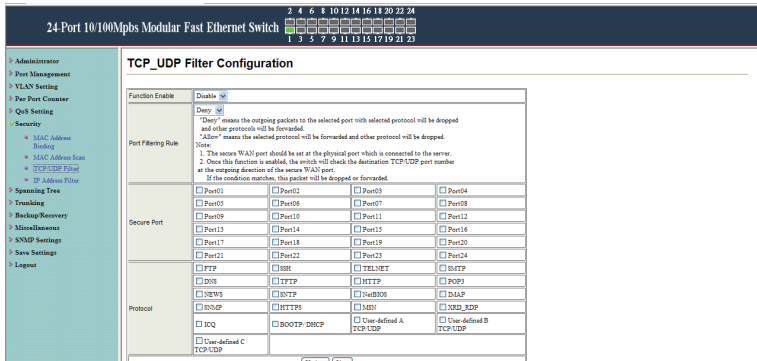 2 4 6 8 10 12 14 16 18 20 22 24
24-Port 10/100Mpbs Modular Fast Ethernet Switch
1 3 5 7 9 11 13 15 17 19 21 23
Administrator
Port Management
VLAN Setting
Per Port Counter
QoS Setting
Security
MAC Address
Binding
MAC Address Scan
TCP/UDP Filter
IP Address Filter
Spanning Tree
Trunking
Backup/Recovery
Miscellaneous
SNMP Settings
Save Settings
Logout
TCP_UDP Filter Configuration
Function Enable Disable
Port Filtering Rule
Deny
"Deny" means the outgoing packets to the selected port with selected protocol will be dropped
and other protocols will be forwarded.
"Allow" means the selected protocol will be forwarded and other protocol will be dropped.
Note:
1. The secure WAN port should be set at the physical port which is connected to the server.
2. Once this function is enabled, the switch will check the destination TCP/UDP port number
at the outgoing direction of the secure WAN port.
If the condition matches, this packet will be dropped or forwarded.
Secure Port
Port01 Port02 Port03 Port04
Port05 Port06 Port07 Port08
Port09 Port10 Port11 Port12
Port13 Port14 Port15 Port16
Port17 Port18 Port19 Port20
Port21 Port22 Port23 Port24
Protocol
FTP SSH TELNET SMTP
DNS TFTP HTTP POP3
NEWS SNTP NetBIOS IMAP
SNMP HTTPS MSN XRD_RDP
ICQ BOOTP/ DHCP User-defined A
TCP/UDP User-defined B
TCP/UDP
User-defined C
TCP/UDP